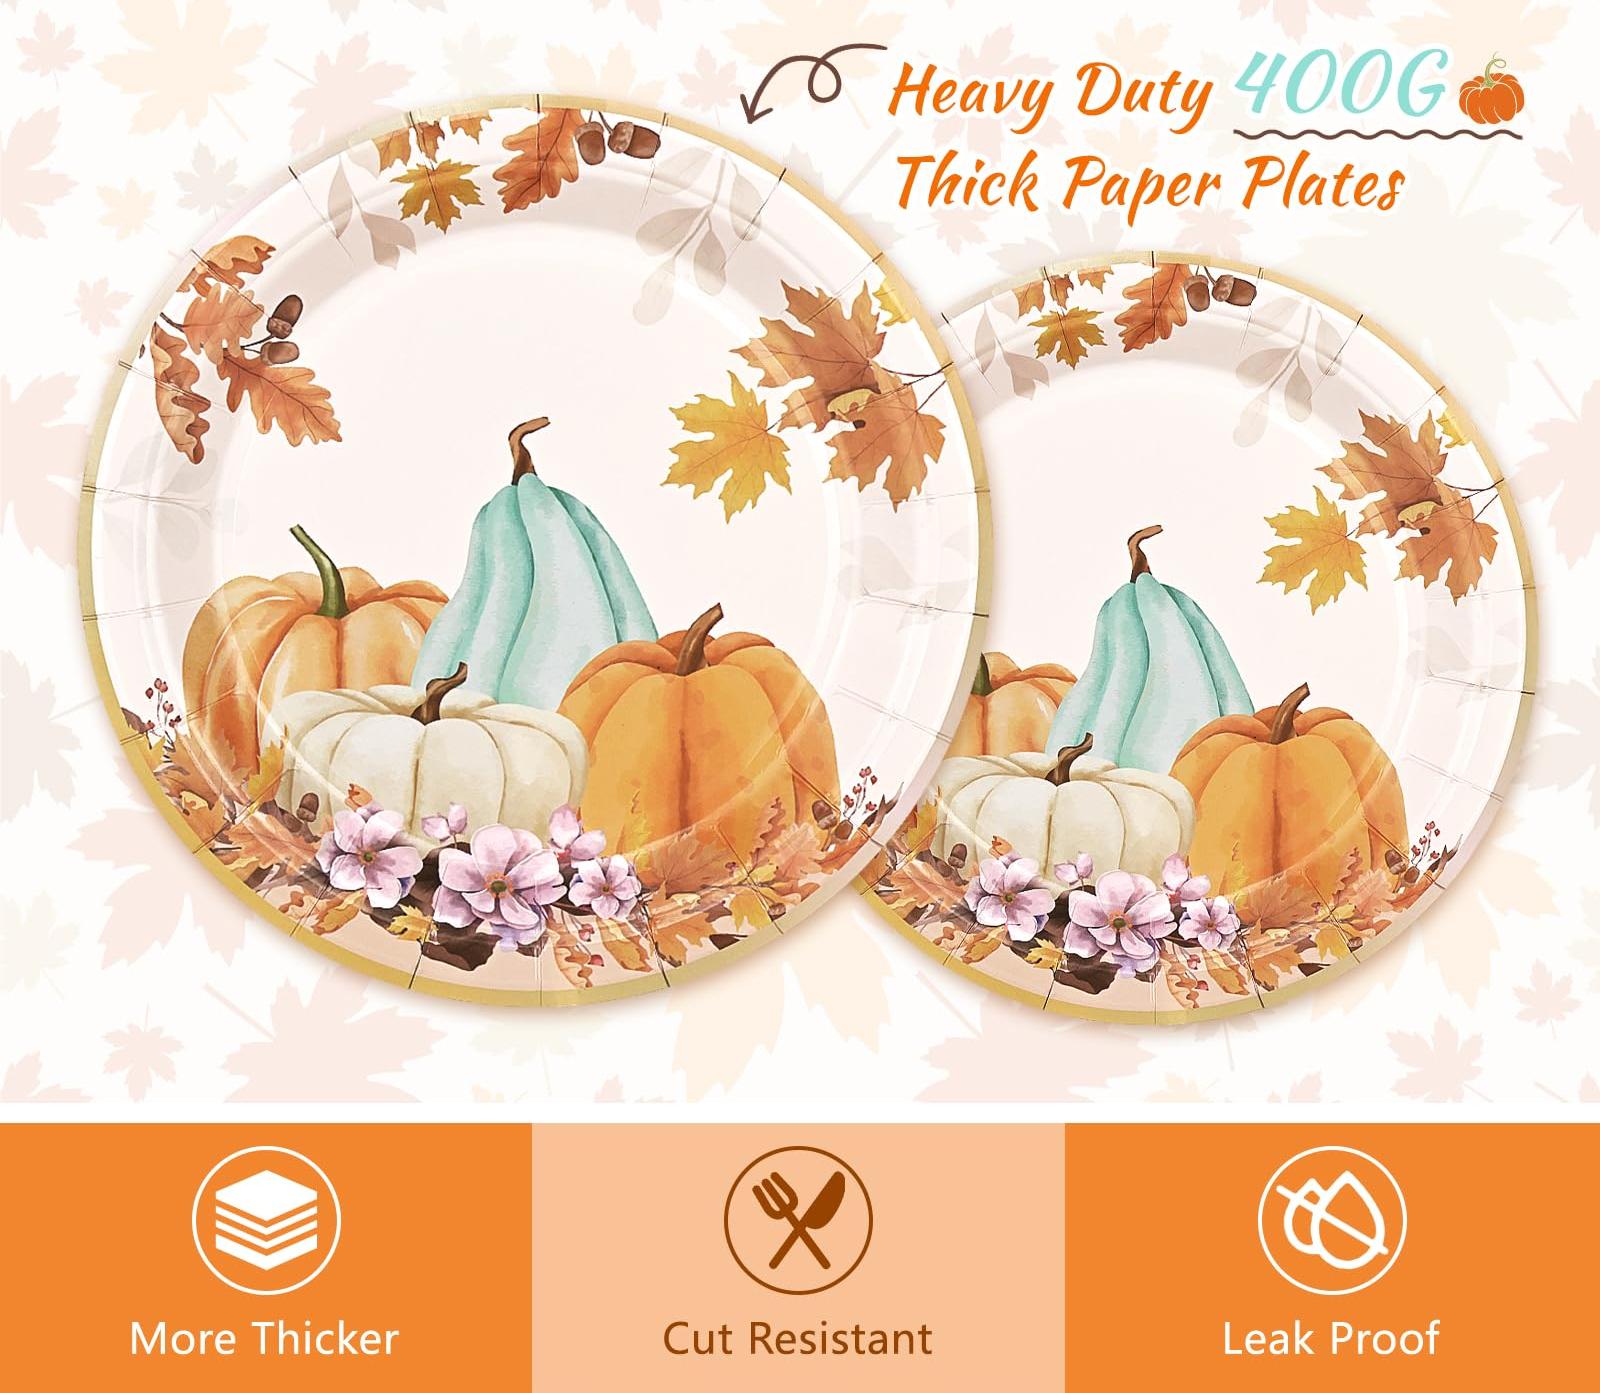 Heavy Duty 400G
Thick Paper Plates
More Thicker
Cut Resistant
Leak Proof